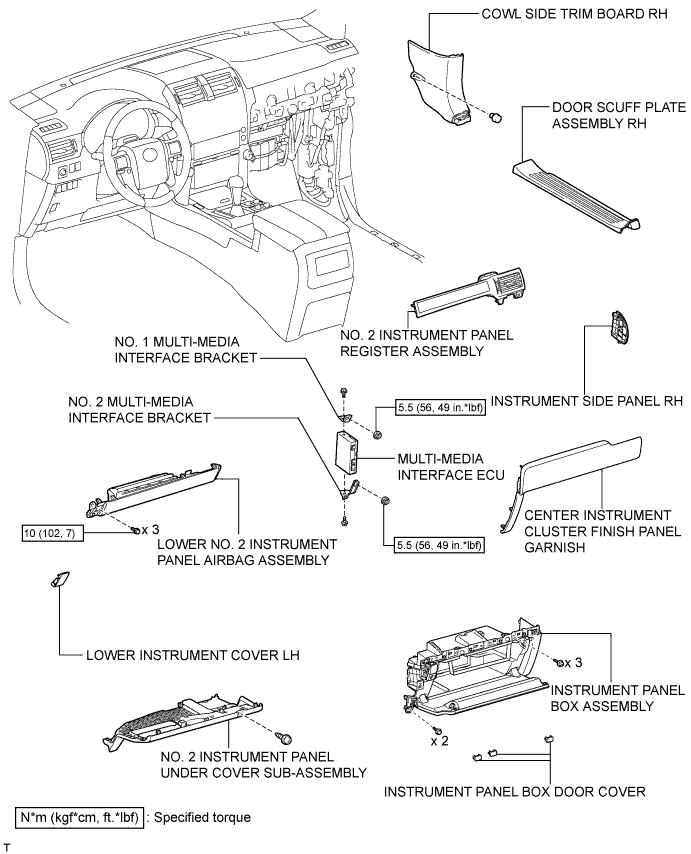 COWL SIDE TRIM BOARD RH
DOOR SCUFF PLATE
ASSEMBLY RH
NO. 2 INSTRUMENT PANEL
REGISTER ASSEMBLY
NO. 1 MULTI-MEDIA
INTERFACE BRACKET
INSTRUMENT SIDE PANEL RH
NO. 2 MULTI-MEDIA
INTERFACE BRACKET
5.5 (56, 49 in.*lbf)
MULTI-MEDIA
INTERFACE ECU
CENTER INSTRUMENT
CLUSTER FINISH PANEL
GARNISH
10 (102, 7)
x 3
LOWER NO. 2 INSTRUMENT
PANEL AIRBAG ASSEMBLY
5.5 (56, 49 in.*lbf)
LOWER INSTRUMENT COVER LH
x 3
INSTRUMENT PANEL
BOX ASSEMBLY
x 2
NO. 2 INSTRUMENT PANEL
UNDER COVER SUB-ASSEMBLY
INSTRUMENT PANEL BOX DOOR COVER
N*m (kgf*cm, ft.*lbf) : Specified torque
T